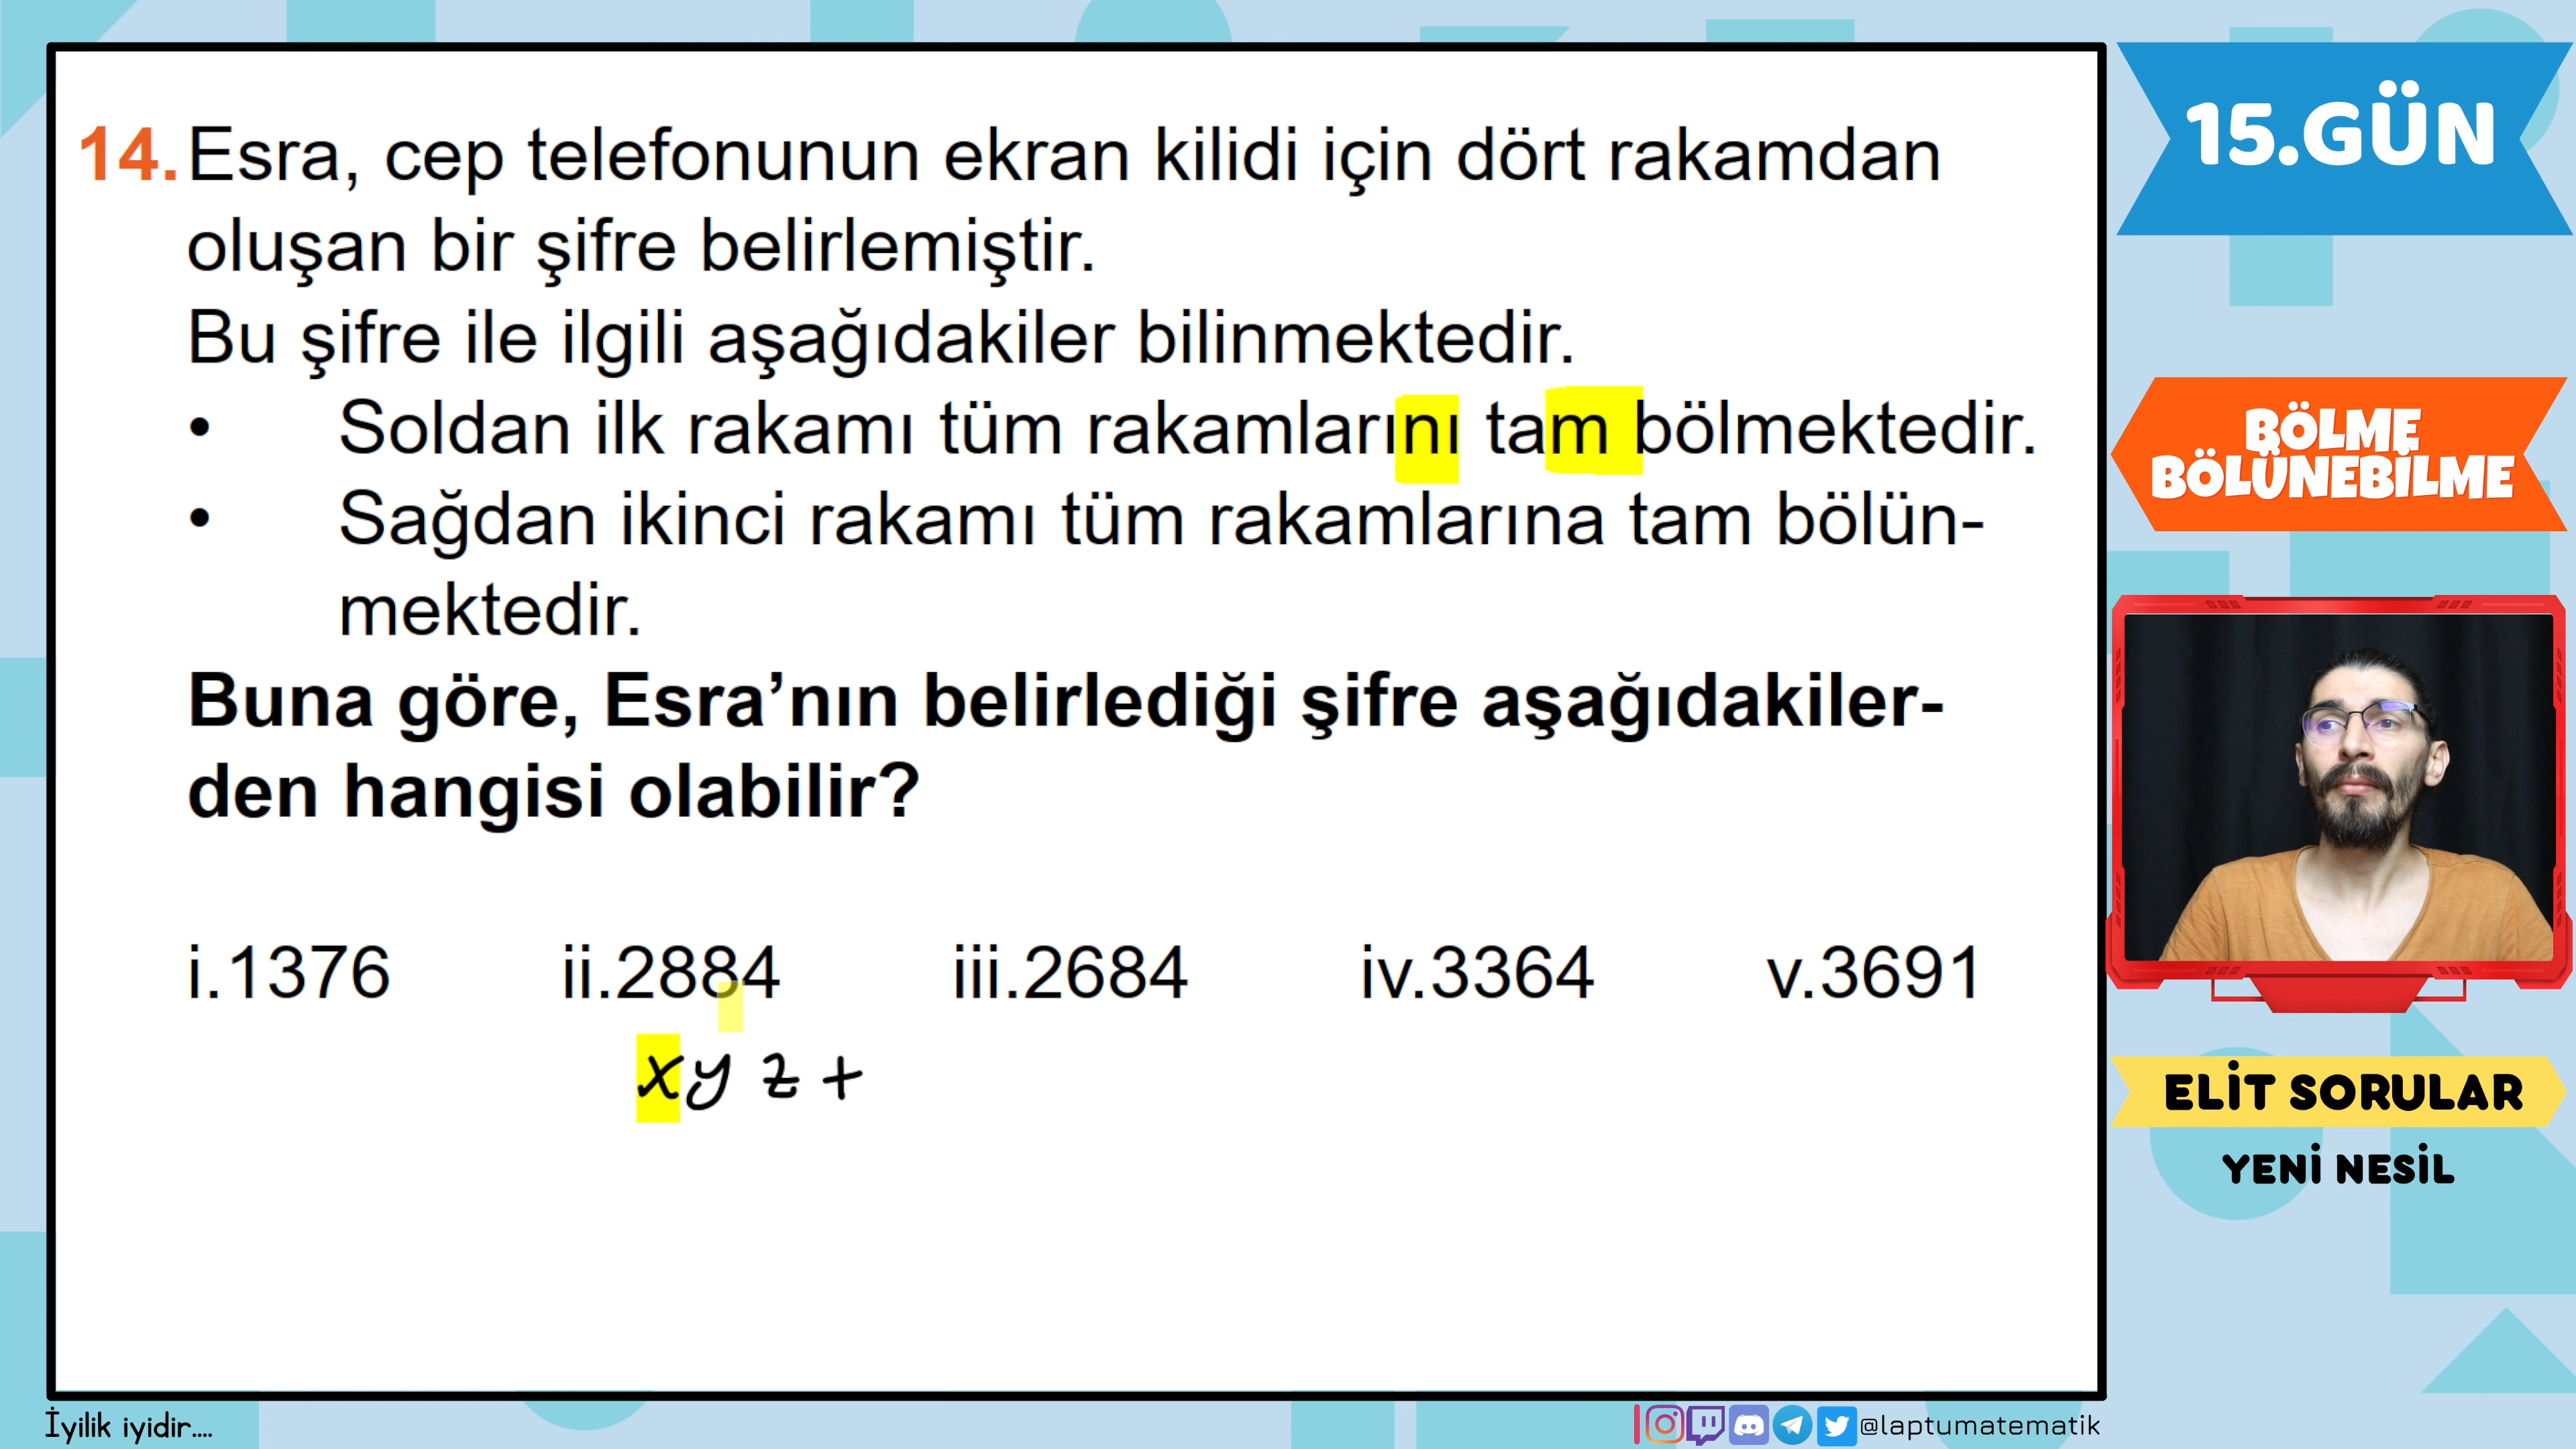 14. Esra, cep telefonunun ekran kilidi için dört rakamdan
oluşan bir şifre belirlemiştir.
Bu şifre ile ilgili aşağıdakiler bilinmektedir.
• Soldan ilk rakamı tüm rakamlarını tam bölmektedir.
• Sağdan ikinci rakamı tüm rakamlarına tam bölün-
mektedir.
Buna göre, Esra’nın belirlediği şifre aşağıdakiler-
den hangisi olabilir?
i.1376 ii.2884 iii.2684 iv.3364 v.3691
x y z +
15.GÜN
BÖLME
BÖLÜNEBİLME
ELİT SORULAR
YENİ NESİL
İyilik iyidir....
@laptumatematik